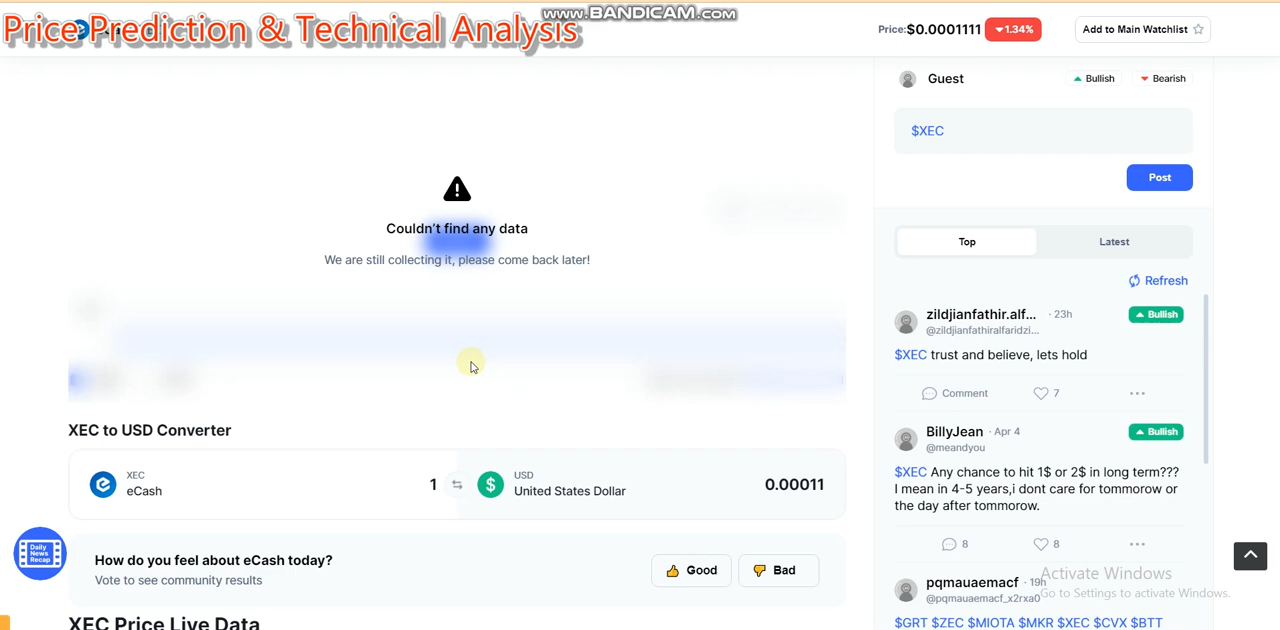 www.BANDICAM.com
Price Prediction & Technical Analysis
Price:$0.0001111 ▼1.34%
Add to Main Watchlist
Guest
Bullish
Bearish
$XEC
Post
Couldn't find any data
We are still collecting it, please come back later!
Top
Latest
Refresh
zildjianfathir.alf... · 23h
Bullish
@zildjianfathiralfaridzi...
$XEC trust and believe, lets hold
Comment
7
...
XEC to USD Converter
XEC
eCash
1
USD
United States Dollar
0.00011
BillyJean · Apr 4
Bullish
@meandyou
$XEC Any chance to hit 1$ or 2$ in long term???
I mean in 4-5 years,i dont care for tommorow or
the day after tommorow.
8
8
...
Daily
News
Recap
How do you feel about eCash today?
Vote to see community results
Good
Bad
pqmauaemacf · 19h
@pqmauaemacf_x2rxa0
$GRT $ZEC $MIOTA $MKR $XEC $CVX $BTT
Activate Windows
Go to Settings to activate Windows.
XEC Price Live Data